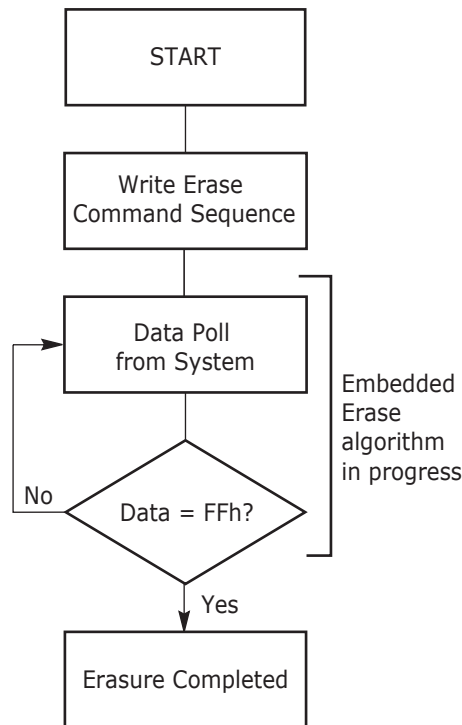 START
Write Erase
Command Sequence
Data Poll
from System
Embedded
Erase
algorithm
in progress
No
Data = FFh?
Yes
Erasure Completed